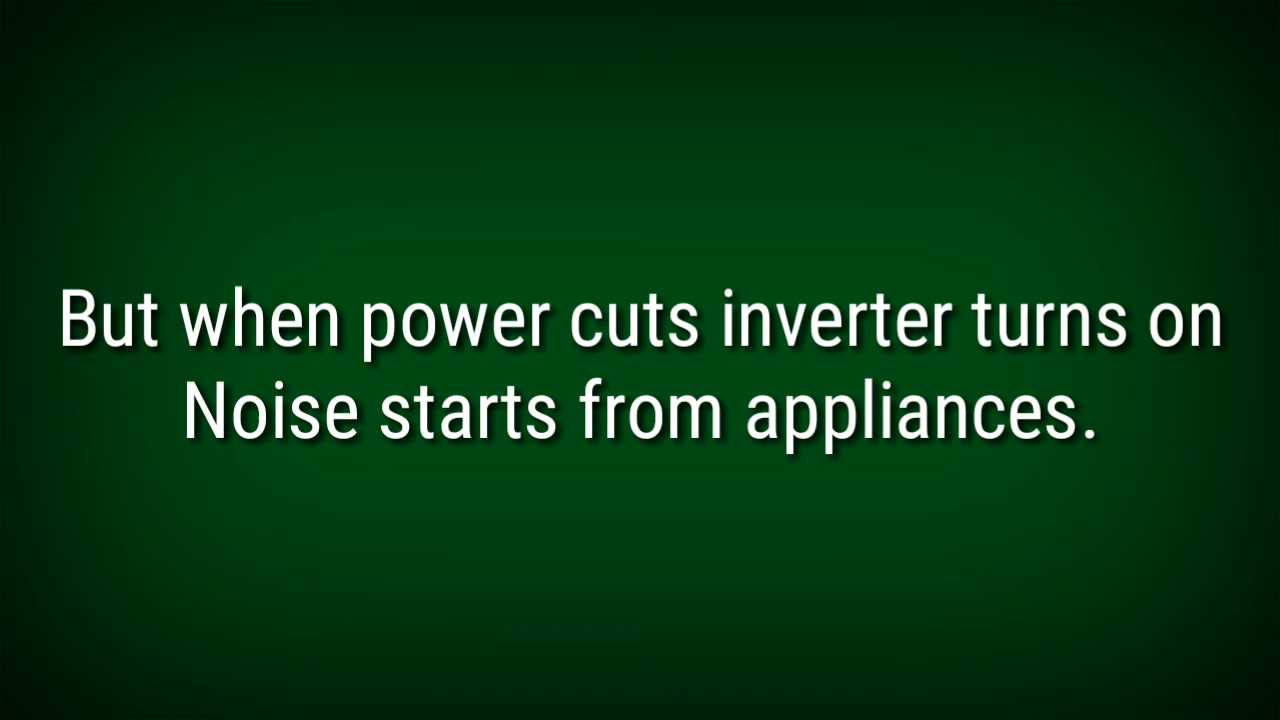 But when power cuts inverter turns on
Noise starts from appliances.